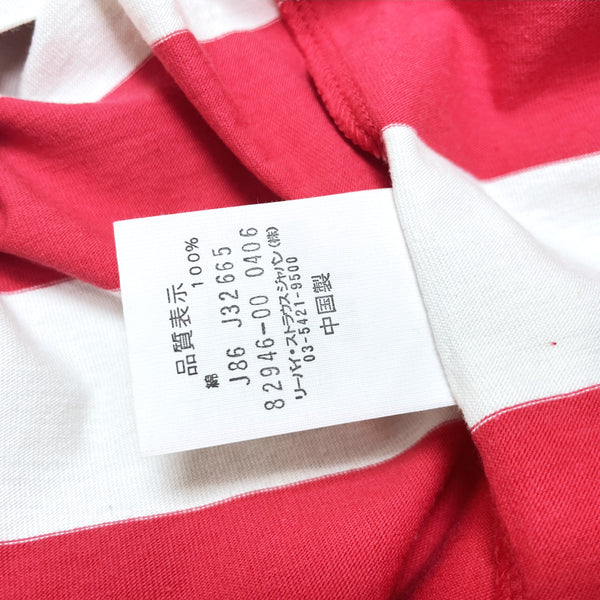 品質表示
綿 100%
J86 J32665
82946-00 0406
リーバイ・ストラウスジャパン(株)
03-5421-9500
中国製